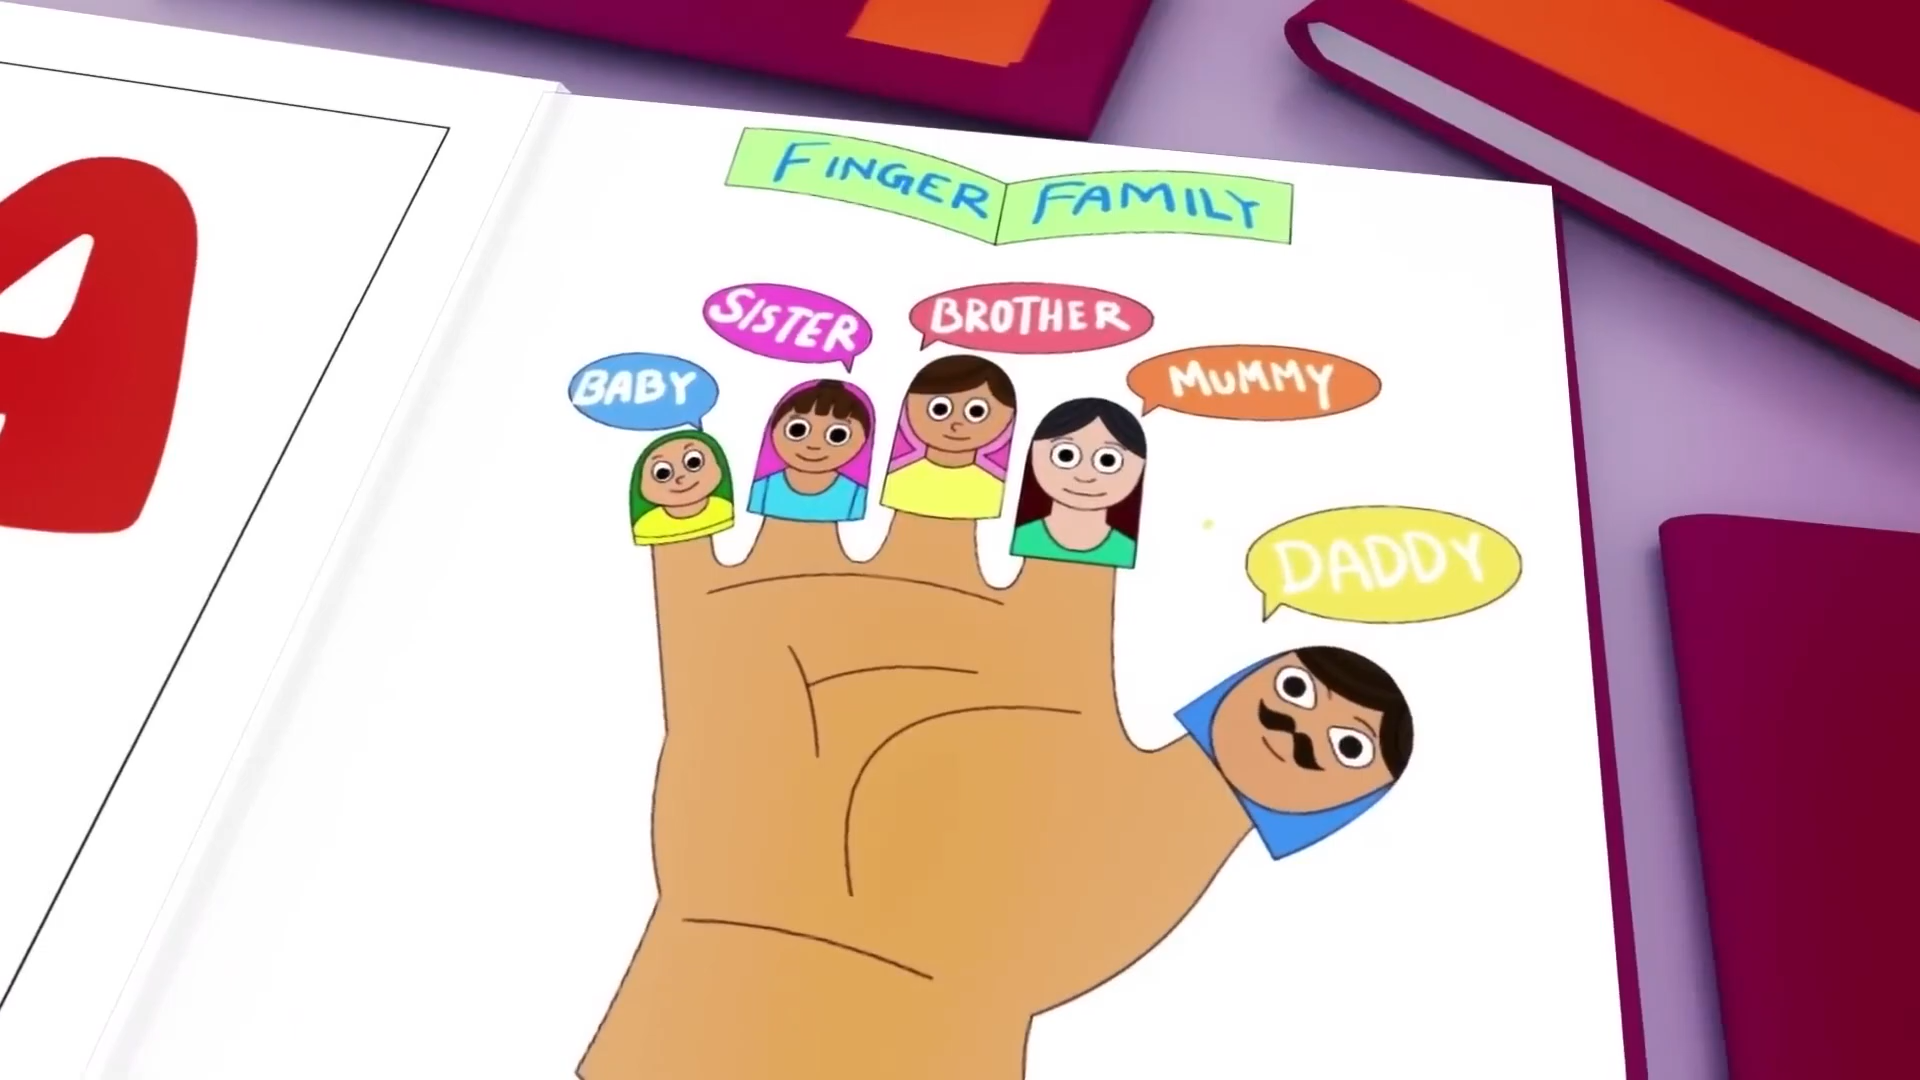 A
FINGER FAMILY
SISTER
BROTHER
BABY
MUMMY
DADDY